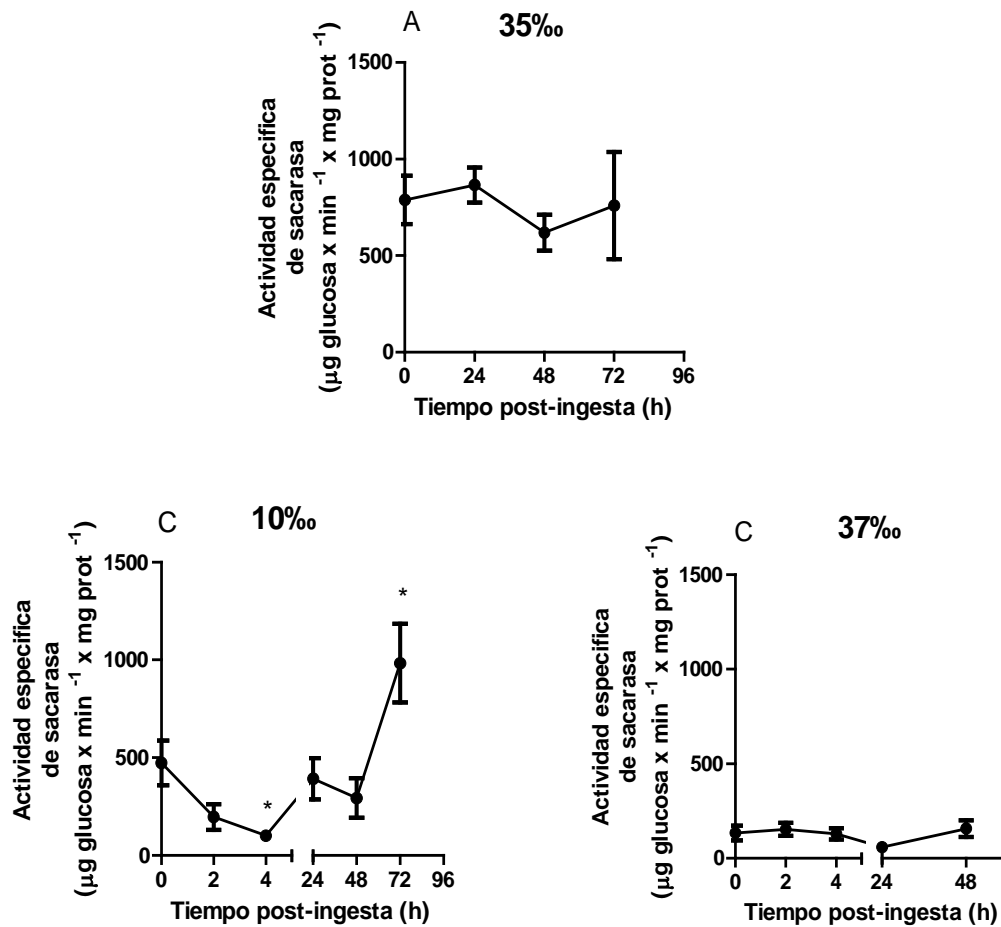 A
35‰
Actividad especifica
de sacarasa
(µg glucosa x min -1 x mg prot -1)
1500
1000
500
0
0 24 48 72 96
Tiempo post-ingesta (h)
C
10‰
Actividad especifica
de sacarasa
(µg glucosa x min -1 x mg prot -1)
1500
1000
500
0
*
*
0 2 4 24 48 72 96
Tiempo post-ingesta (h)
C
37‰
Actividad especifica
de sacarasa
(µg glucosa x min -1 x mg prot -1)
1500
1000
500
0
0 2 4 24 48
Tiempo post-ingesta (h)